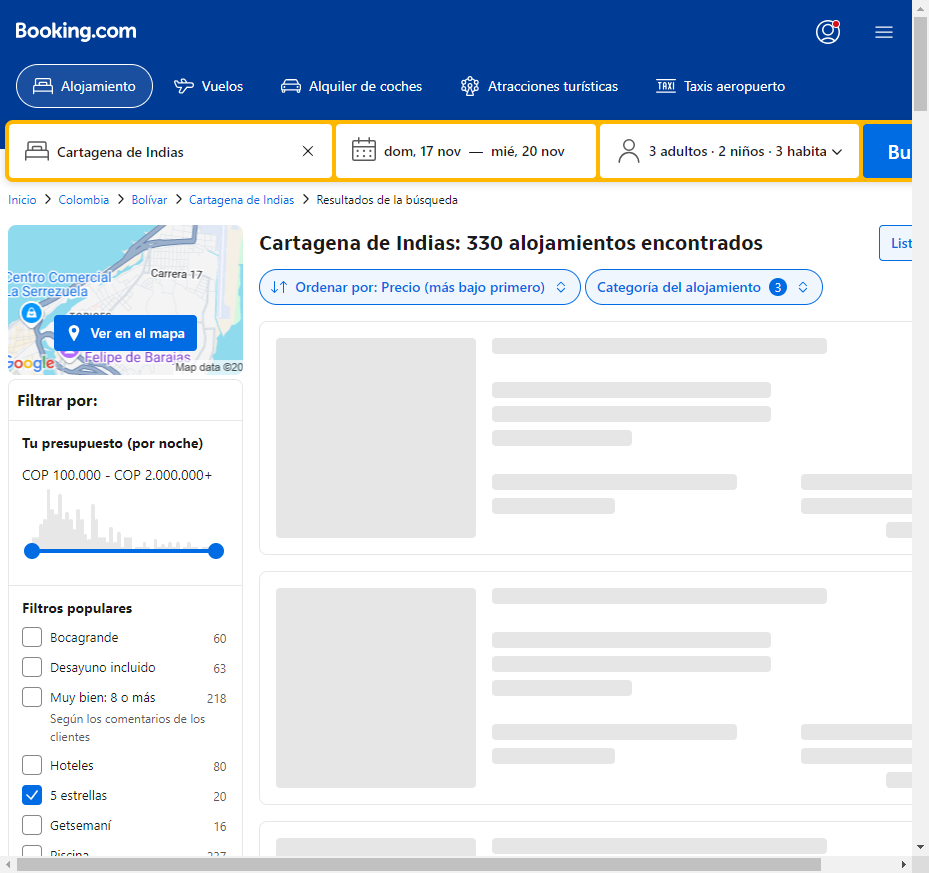 Booking.com
Alojamiento
Vuelos
Alquiler de coches
Atracciones turísticas
TAXI
Taxis aeropuerto
Cartagena de Indias
dom, 17 nov — mié, 20 nov
3 adultos · 2 niños · 3 habita
Bu
Inicio
Colombia
Bolívar
Cartagena de Indias
Resultados de la búsqueda
Centro Comercial
La Serrezuela
Carrera 17
Ver en el mapa
Felipe de Barajas
Google
Map data ©20
Cartagena de Indias: 330 alojamientos encontrados
List
Ordenar por: Precio (más bajo primero)
Categoría del alojamiento 3
Filtrar por:
Tu presupuesto (por noche)
COP 100.000 - COP 2.000.000+
Filtros populares
Bocagrande 60
Desayuno incluido 63
Muy bien: 8 o más 218
Según los comentarios de los
clientes
Hoteles 80
5 estrellas 20
Getsemaní 16
Piscina 227